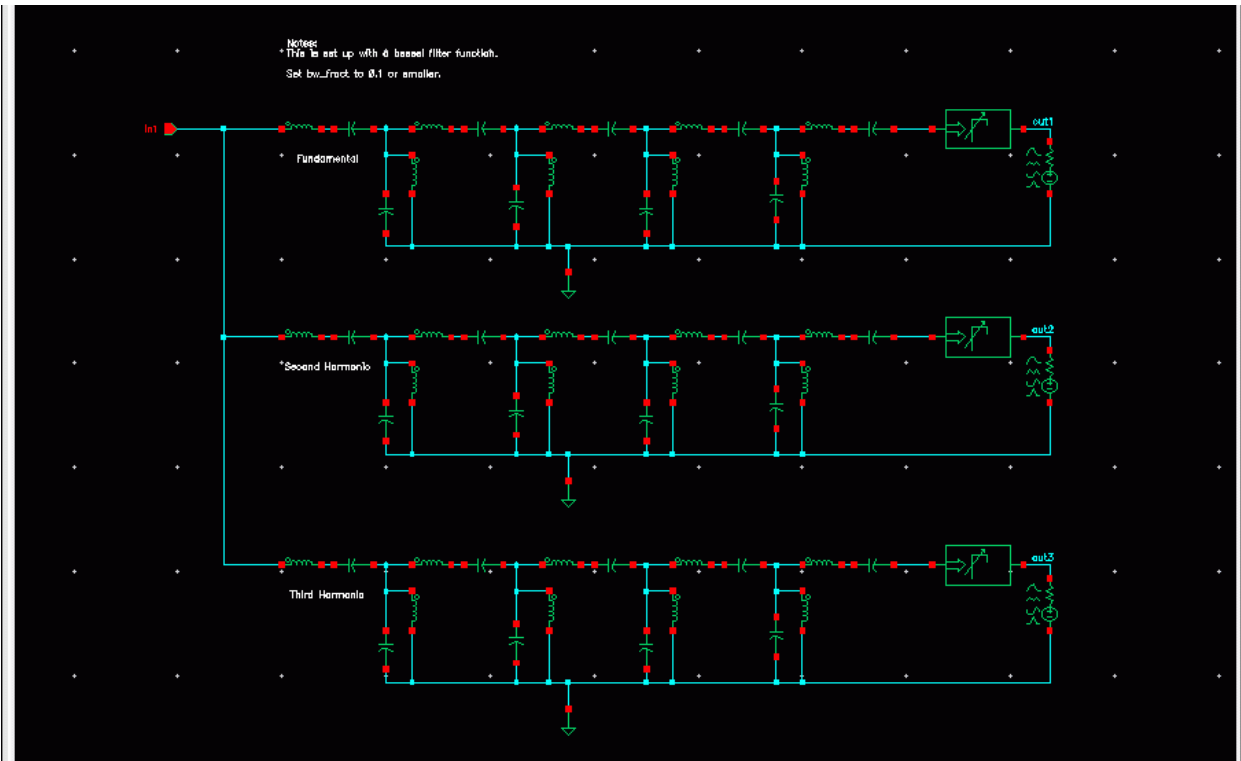 Notes:
This is set up with a bessel filter function.
Set bw_fract to 0.1 or smaller.
In1
out1
Fundamental
out2
Second Harmonic
out3
Third Harmonic